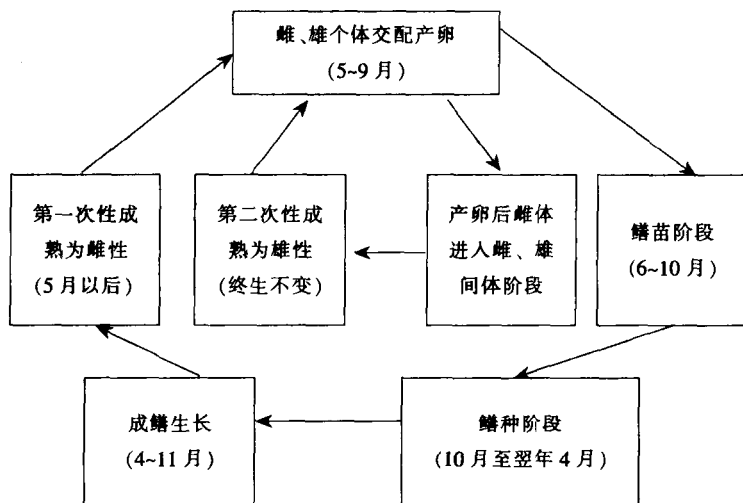 雌、雄个体交配产卵
(5~9月)
第一次性成
熟为雌性
(5月以后)
第二次性成
熟为雄性
(终生不变)
产卵后雌体
进入雌、雄
间体阶段
鳝苗阶段
(6~10月)
成鳝生长
(4~11月)
鳝种阶段
(10月至翌年4月)